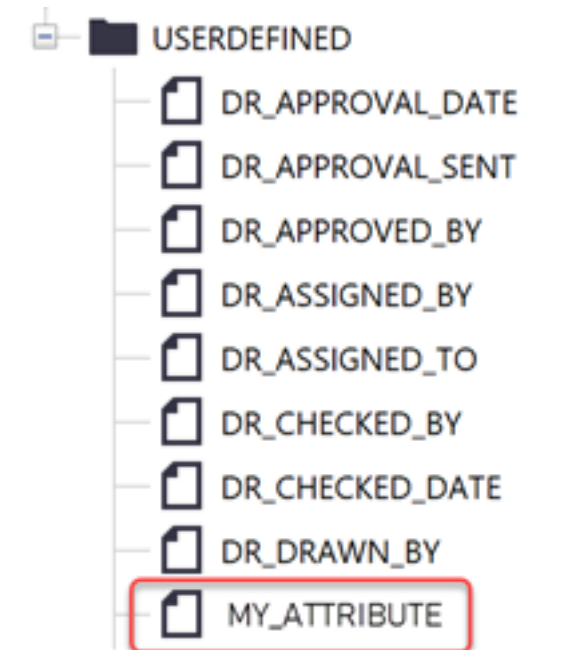 USERDEFINED
DR_APPROVAL_DATE
DR_APPROVAL_SENT
DR_APPROVED_BY
DR_ASSIGNED_BY
DR_ASSIGNED_TO
DR_CHECKED_BY
DR_CHECKED_DATE
DR_DRAWN_BY
MY_ATTRIBUTE